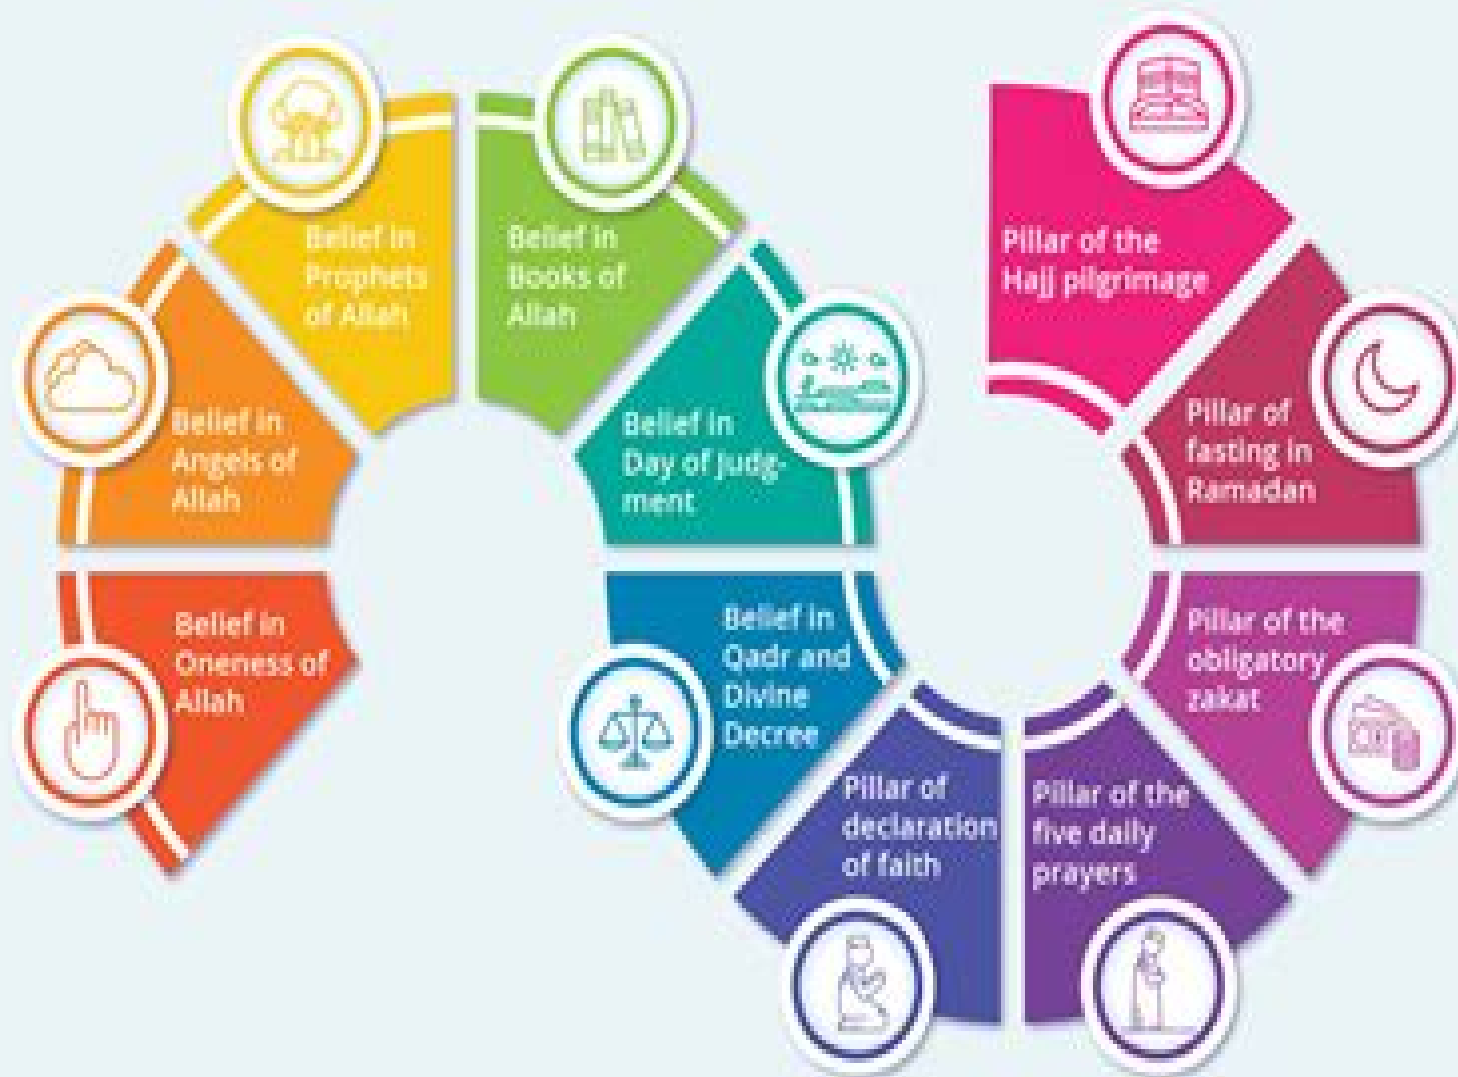 Belief in
Oneness of
Allah
Belief in
Angels of
Allah
Belief in
Prophets
of Allah
Belief in
Books of
Allah
Belief in
Day of Judg-
ment
Belief in
Qadr and
Divine
Decree
Pillar of
declaration
of faith
Pillar of the
five daily
prayers
Pillar of the
obligatory
zakat
Pillar of
fasting in
Ramadan
Pillar of the
Hajj pilgrimage